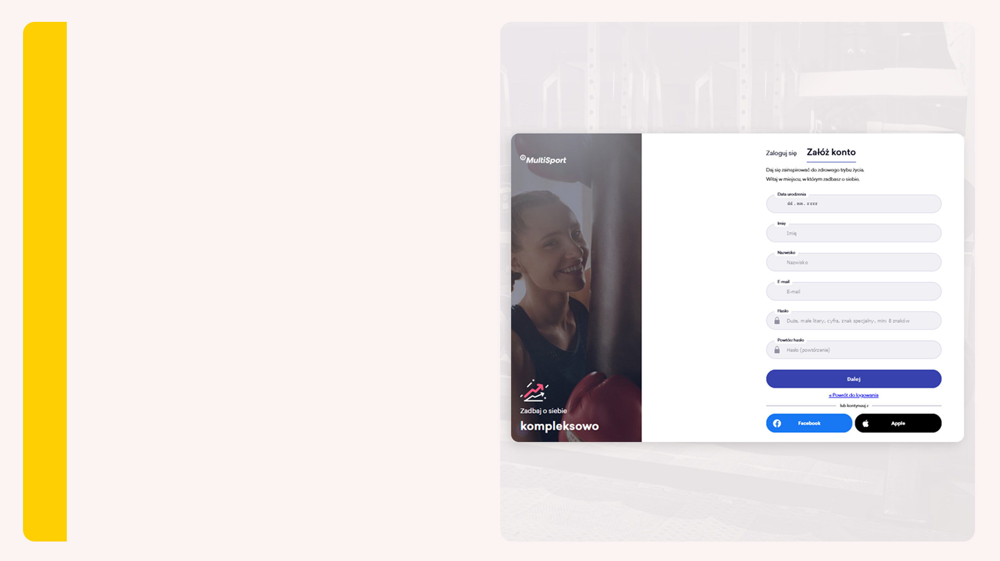 MultiSport
Zadbaj o siebie
kompleksowo
Zaloguj się
Załóż konto
Daj się zainspirować do zdrowego trybu życia.
Witaj w miejscu, w którym zadbasz o siebie.
Data urodzenia
dd.mm.rrrr
Imię
Imię
Nazwisko
Nazwisko
E-mail
E-mail
Hasło
Duże, małe litery, cyfra, znak specjalny, min: 8 znaków
Powtórz hasło
Hasło (powtórzenie)
Dalej
« Powrót do logowania
lub kontynuuj z
Facebook
Apple